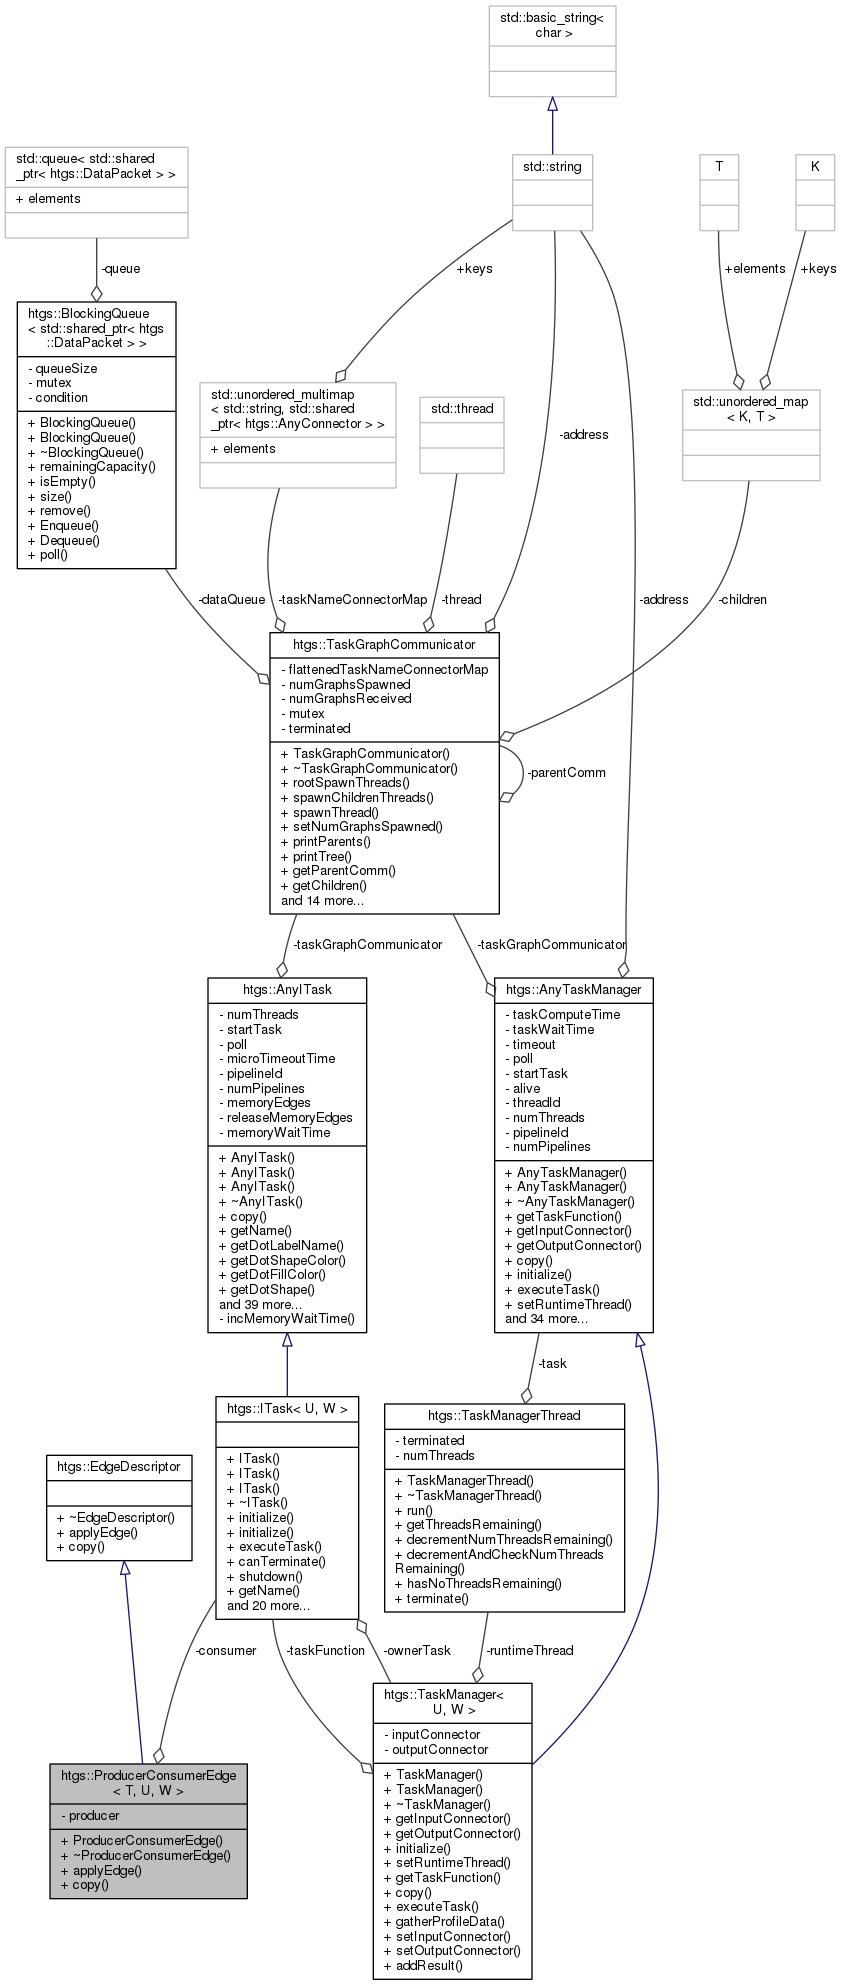 std::basic_string<
char >
std::queue< std::shared
_ptr< htgs::DataPacket > >
+ elements
std::string
T
K
-queue
+keys
+elements
+keys
htgs::BlockingQueue
< std::shared_ptr< htgs
::DataPacket > >
- queueSize
- mutex
- condition
+ BlockingQueue()
+ BlockingQueue()
+ ~BlockingQueue()
+ remainingCapacity()
+ isEmpty()
+ size()
+ remove()
+ Enqueue()
+ Dequeue()
+ poll()
std::unordered_multimap
< std::string, std::shared
_ptr< htgs::AnyConnector > >
+ elements
std::thread
std::unordered_map
< K, T >
-address
-dataQueue
-taskNameConnectorMap
-thread
-address
-children
htgs::TaskGraphCommunicator
- flattenedTaskNameConnectorMap
- numGraphsSpawned
- numGraphsReceived
- mutex
- terminated
+ TaskGraphCommunicator()
+ ~TaskGraphCommunicator()
+ rootSpawnThreads()
+ spawnChildrenThreads()
+ spawnThread()
+ setNumGraphsSpawned()
+ printParents()
+ printTree()
+ getParentComm()
+ getChildren()
and 14 more...
-parentComm
-taskGraphCommunicator
-taskGraphCommunicator
htgs::AnyITask
- numThreads
- startTask
- poll
- microTimeoutTime
- pipelineId
- numPipelines
- memoryEdges
- releaseMemoryEdges
- memoryWaitTime
+ AnyITask()
+ AnyITask()
+ AnyITask()
+ ~AnyITask()
+ copy()
+ getName()
+ getDotLabelName()
+ getDotShapeColor()
+ getDotFillColor()
+ getDotShape()
and 39 more...
- incMemoryWaitTime()
htgs::AnyTaskManager
- taskComputeTime
- taskWaitTime
- timeout
- poll
- startTask
- alive
- threadId
- numThreads
- pipelineId
- numPipelines
+ AnyTaskManager()
+ AnyTaskManager()
+ ~AnyTaskManager()
+ getTaskFunction()
+ getInputConnector()
+ getOutputConnector()
+ copy()
+ initialize()
+ executeTask()
+ setRuntimeThread()
and 34 more...
-task
htgs::EdgeDescriptor
+ ~EdgeDescriptor()
+ applyEdge()
+ copy()
htgs::ITask< U, W >
+ ITask()
+ ITask()
+ ITask()
+ ~ITask()
+ initialize()
+ initialize()
+ executeTask()
+ canTerminate()
+ shutdown()
+ getName()
and 20 more...
htgs::TaskManagerThread
- terminated
- numThreads
+ TaskManagerThread()
+ ~TaskManagerThread()
+ run()
+ getThreadsRemaining()
+ decrementNumThreadsRemaining()
+ decrementAndCheckNumThreads
Remaining()
+ hasNoThreadsRemaining()
+ terminate()
-consumer
-taskFunction
-ownerTask
-runtimeThread
htgs::ProducerConsumerEdge
< T, U, W >
- producer
+ ProducerConsumerEdge()
+ ~ProducerConsumerEdge()
+ applyEdge()
+ copy()
htgs::TaskManager<
U, W >
- inputConnector
- outputConnector
+ TaskManager()
+ TaskManager()
+ ~TaskManager()
+ getInputConnector()
+ getOutputConnector()
+ initialize()
+ setRuntimeThread()
+ getTaskFunction()
+ copy()
+ executeTask()
+ gatherProfileData()
+ setInputConnector()
+ setOutputConnector()
+ addResult()